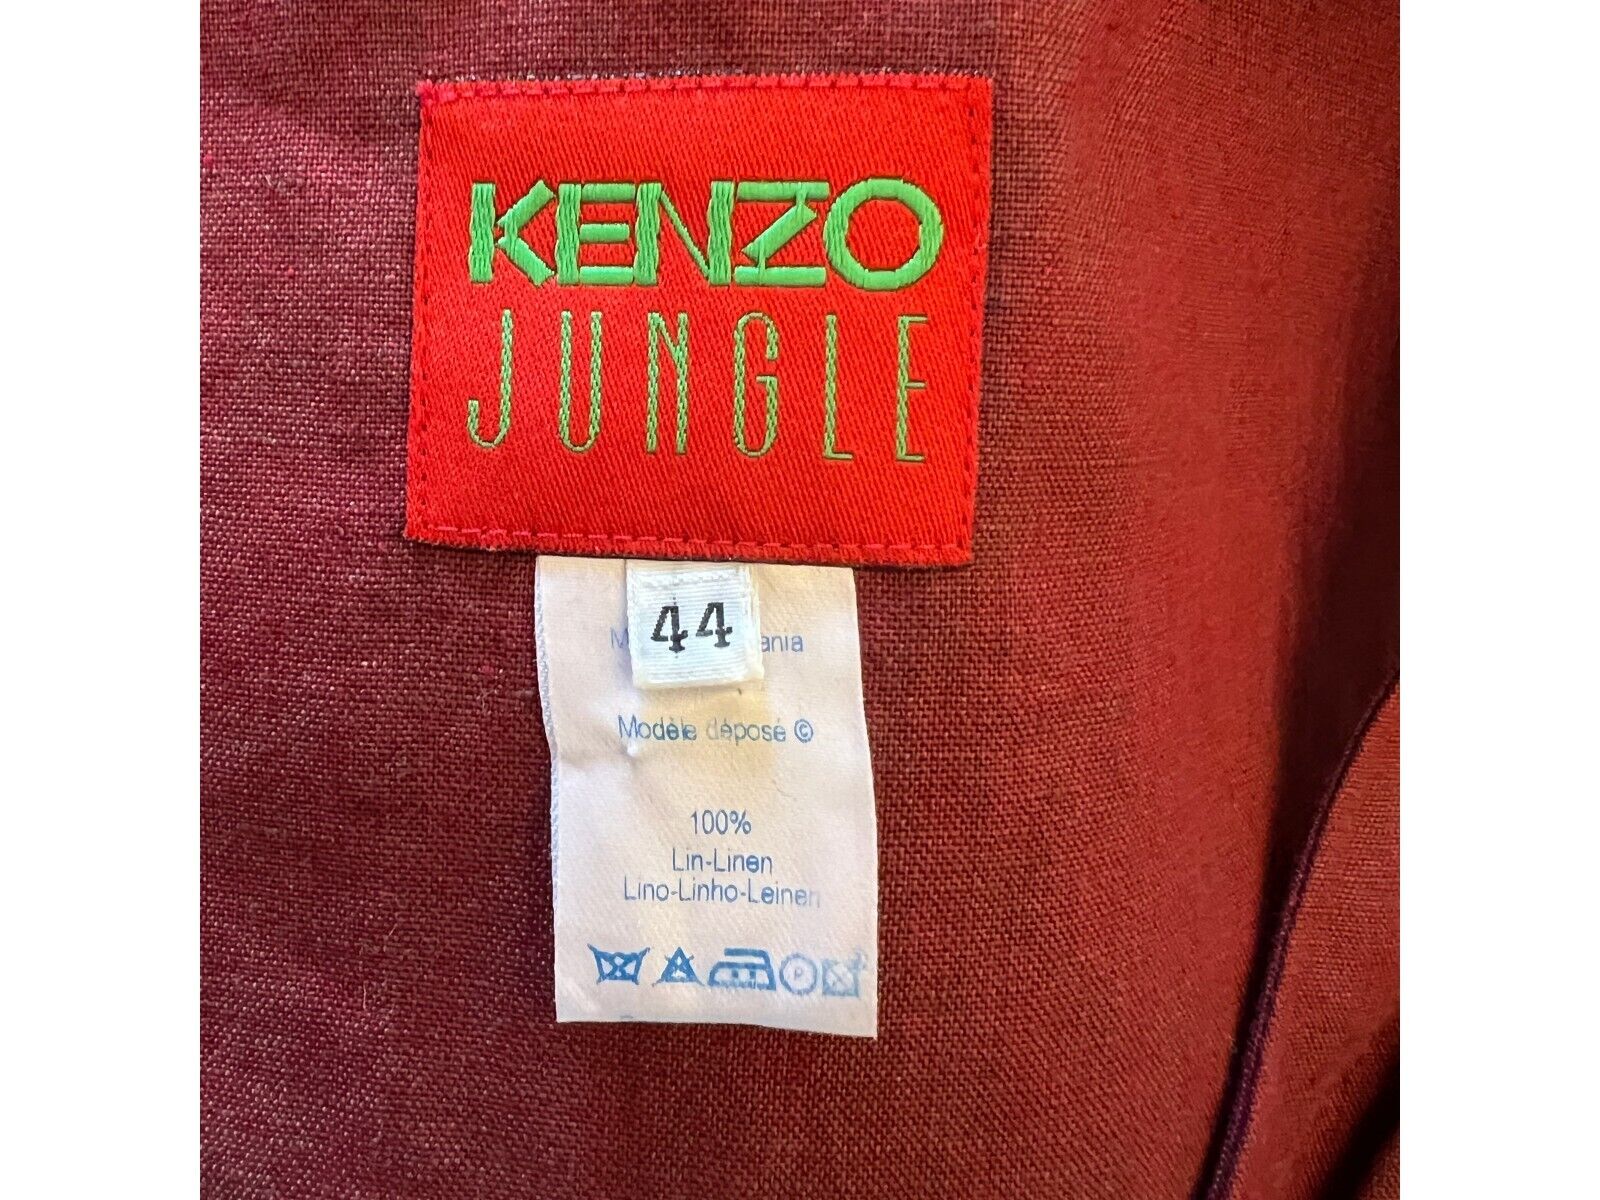 KENZO
JUNGLE
44
Modèle déposé ©
100%
Lin-Linen
Lino-Linho-Leinen
P